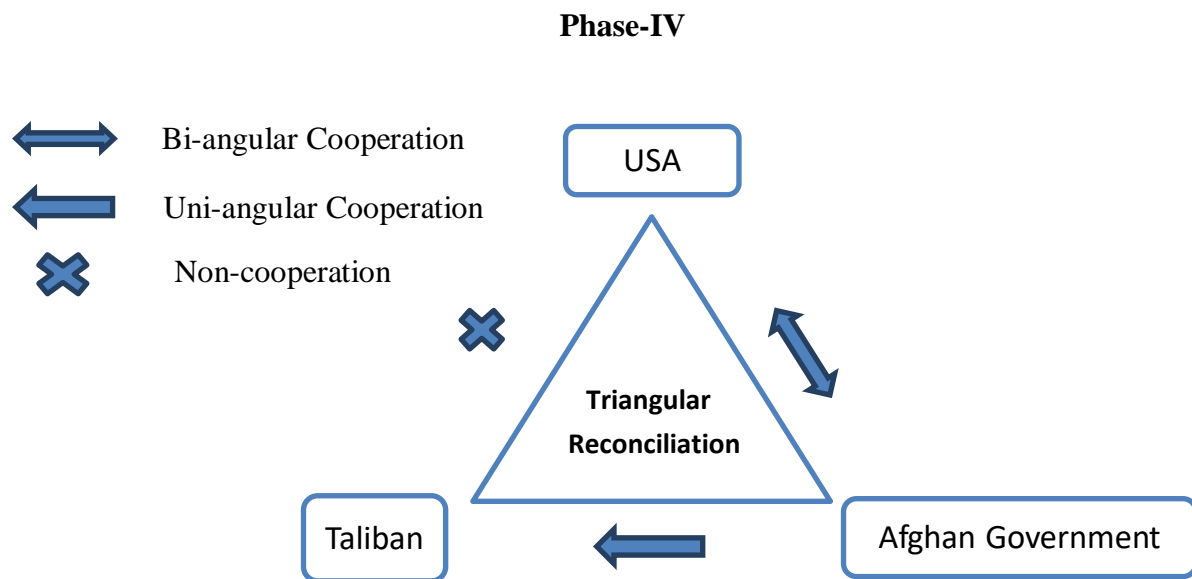 Phase-IV
Bi-angular Cooperation
Uni-angular Cooperation
Non-cooperation
USA
Triangular
Reconciliation
Taliban
Afghan Government